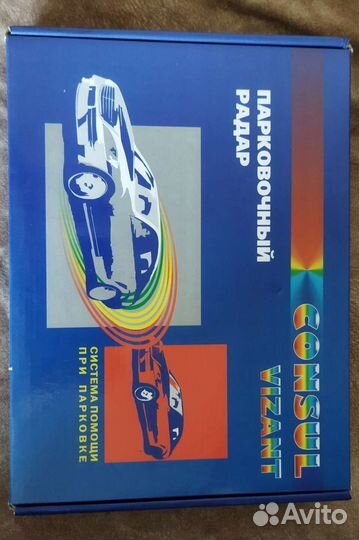 CONSUL
VIZANT
ПАРКОВОЧНЫЙ
РАДАР
СИСТЕМА ПОМОЩИ
ПРИ ПАРКОВКЕ
Avito